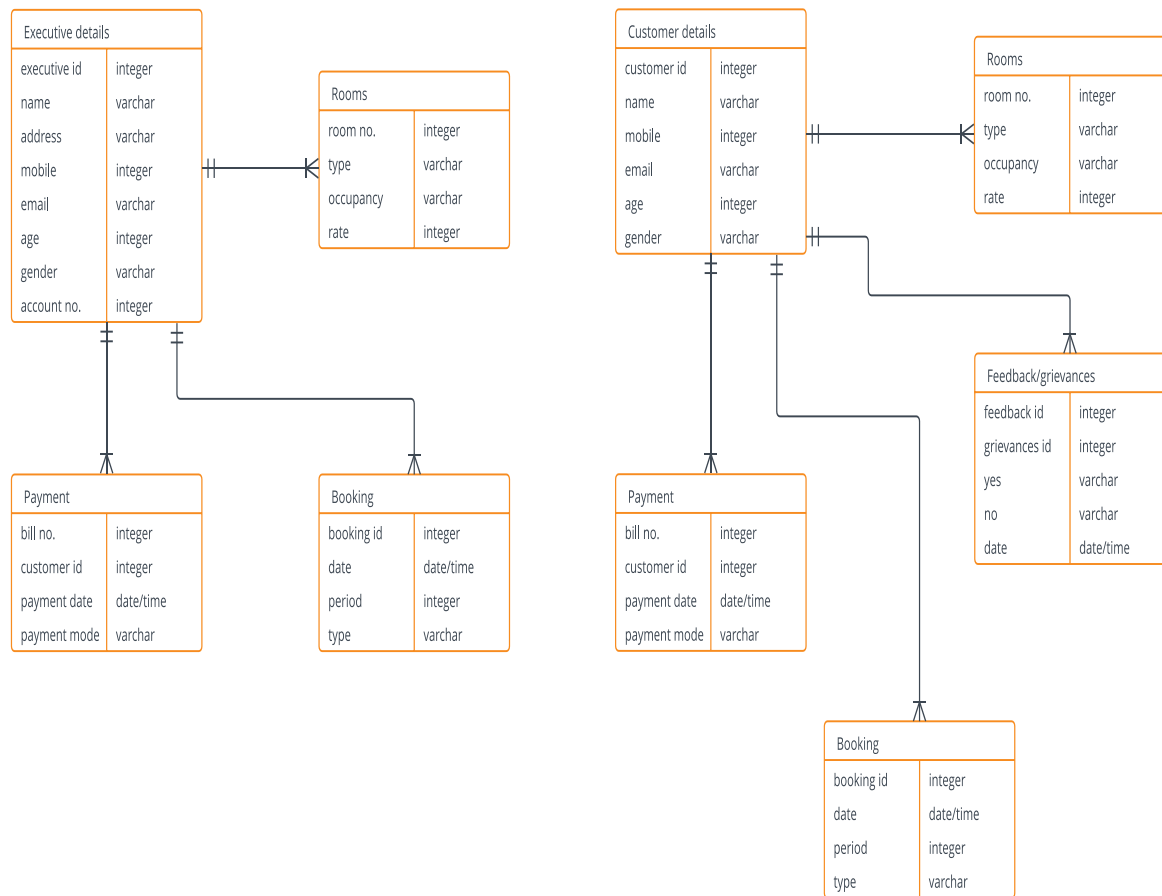 Executive details
executive id integer
name varchar
address varchar
mobile integer
email varchar
age integer
gender varchar
account no. integer
Rooms
room no. integer
type varchar
occupancy varchar
rate integer
Payment
bill no. integer
customer id integer
payment date date/time
payment mode varchar
Booking
booking id integer
date date/time
period integer
type varchar
Customer details
customer id integer
name varchar
mobile integer
email varchar
age integer
gender varchar
Rooms
room no. integer
type varchar
occupancy varchar
rate integer
Feedback/grievances
feedback id integer
grievances id integer
yes varchar
no varchar
date date/time
Payment
bill no. integer
customer id integer
payment date date/time
payment mode varchar
Booking
booking id integer
date date/time
period integer
type varchar